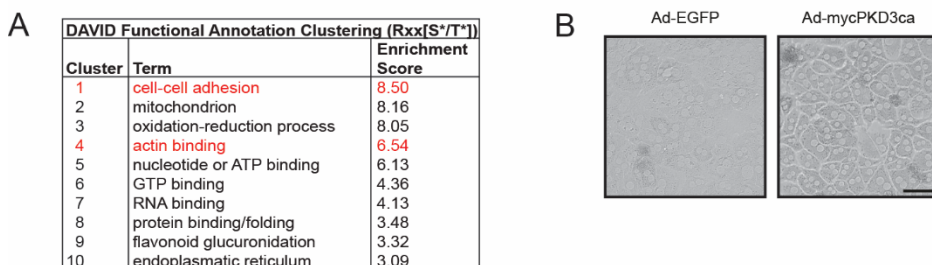 A
DAVID Functional Annotation Clustering (Rxx[S*/T*])
Cluster Term Enrichment Score
1 cell-cell adhesion 8.50
2 mitochondrion 8.16
3 oxidation-reduction process 8.05
4 actin binding 6.54
5 nucleotide or ATP binding 6.13
6 GTP binding 4.36
7 RNA binding 4.13
8 protein binding/folding 3.48
9 flavonoid glucuronidation 3.32
10 endoplasmatic reticulum 3.09
B
Ad-EGFP Ad-mycPKD3ca